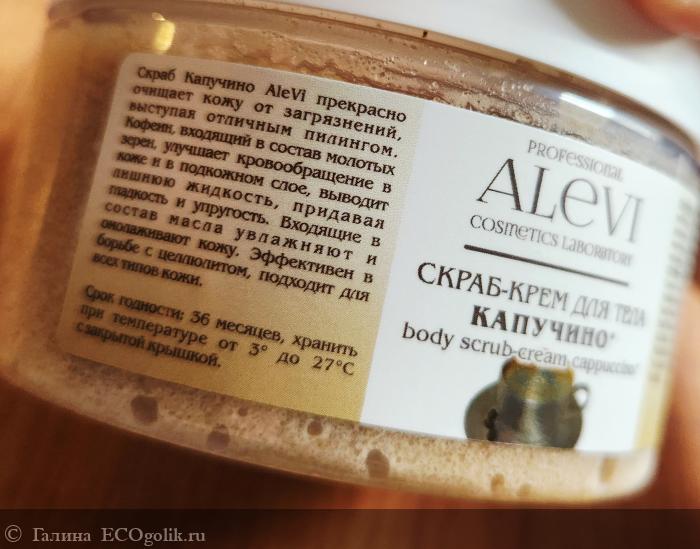 Скраб Капучино AleVi прекрасно
очищает кожу от загрязнений,
выступая отличным пилингом.
Кофеин, входящий в состав молотых
зерен, улучшает кровообращение в
коже и в подкожном слое, выводит
лишнюю жидкость, придавая
гладкость и упругость. Входящие в
состав масла увлажняют и
омолаживают кожу. Эффективен в
борьбе с целлюлитом, подходит для
всех типов кожи.
Срок годности: 36 месяцев, хранить
при температуре от 3° до 27°С
с закрытой крышкой.
PROFESSIONAL
ALeVI
COSMETICS LABORATORY
СКРАБ-КРЕМ ДЛЯ ТЕЛА
"КАПУЧИНО"
body scrub-cream "cappuccino"
© Галина ECOgolik.ru